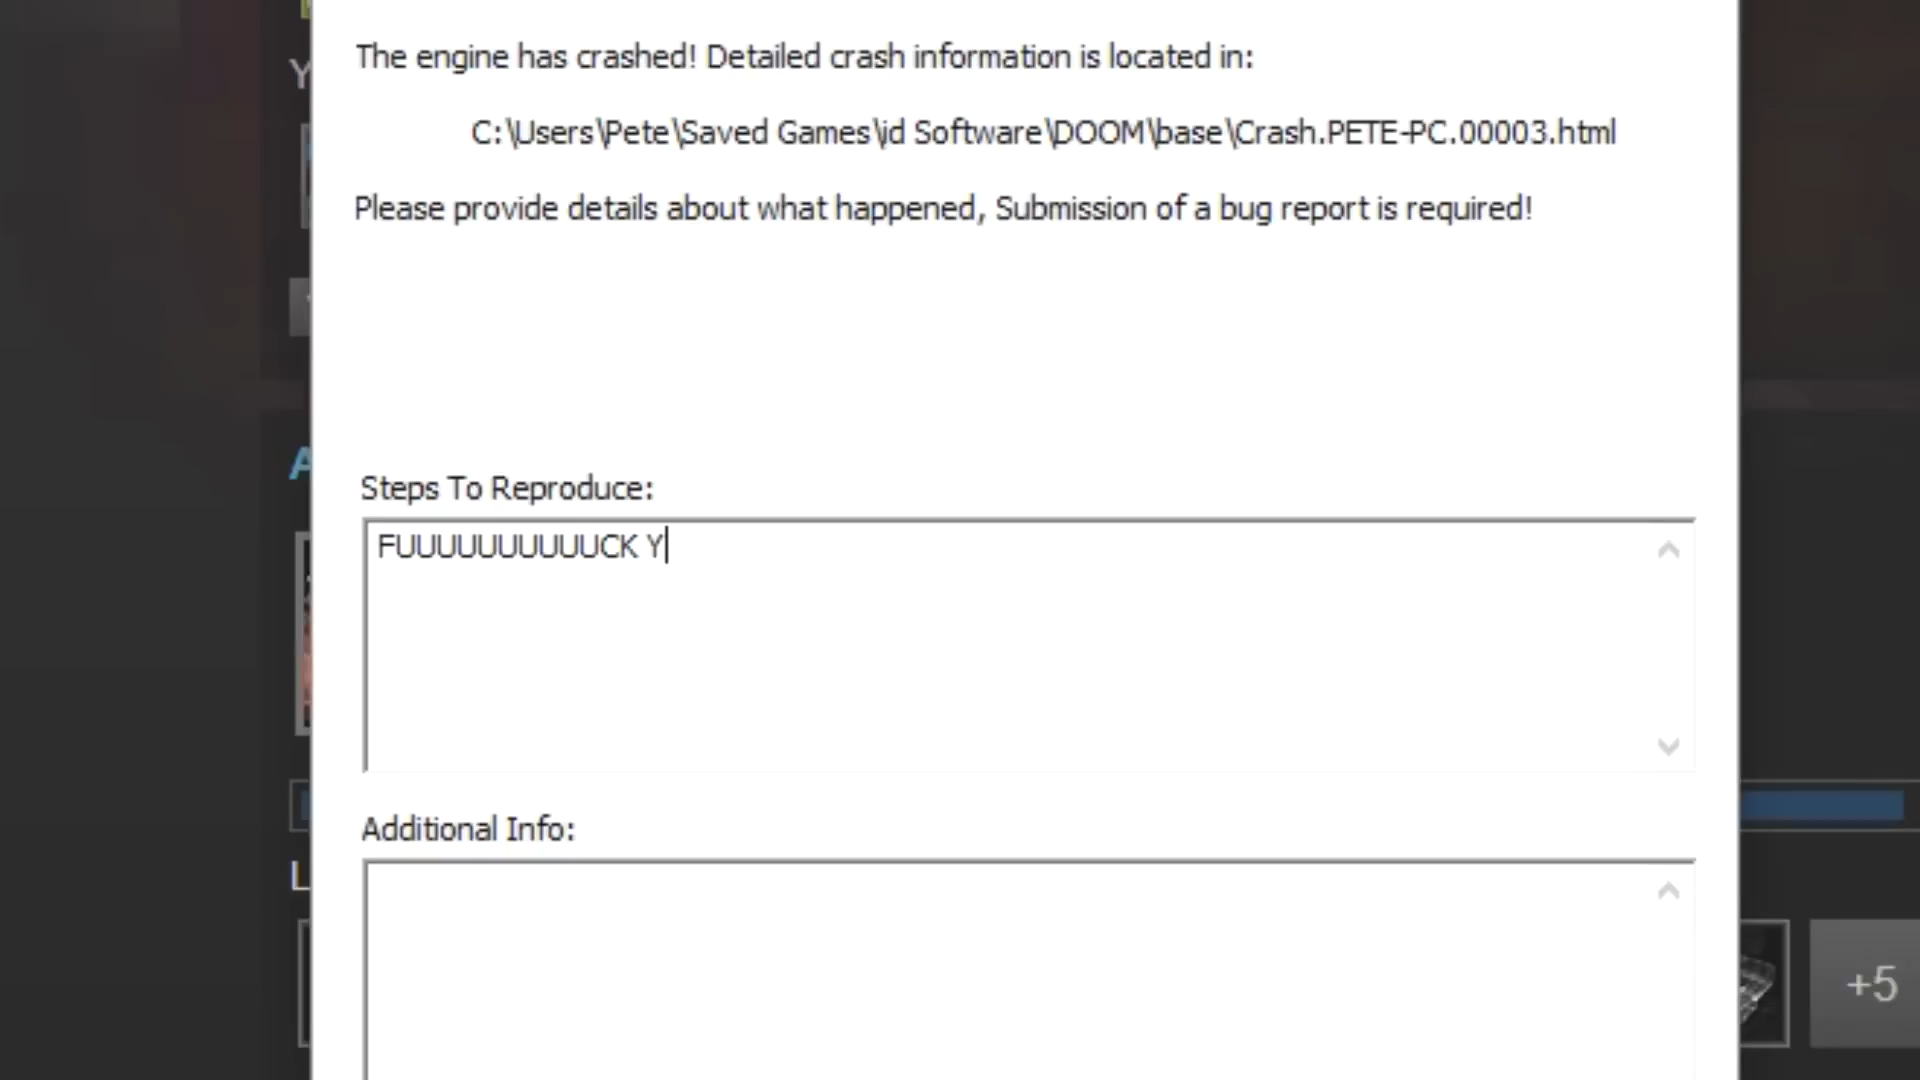 The engine has crashed! Detailed crash information is located in:
C:\Users\Pete\Saved Games\id Software\DOOM\base\Crash.PETE-PC.00003.html
Please provide details about what happened, Submission of a bug report is required!
Steps To Reproduce:
FUUUUUUUUUUCK Y
Additional Info:
+5